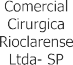 Comercial
Cirurgica
Rioclarense
Ltda- SP